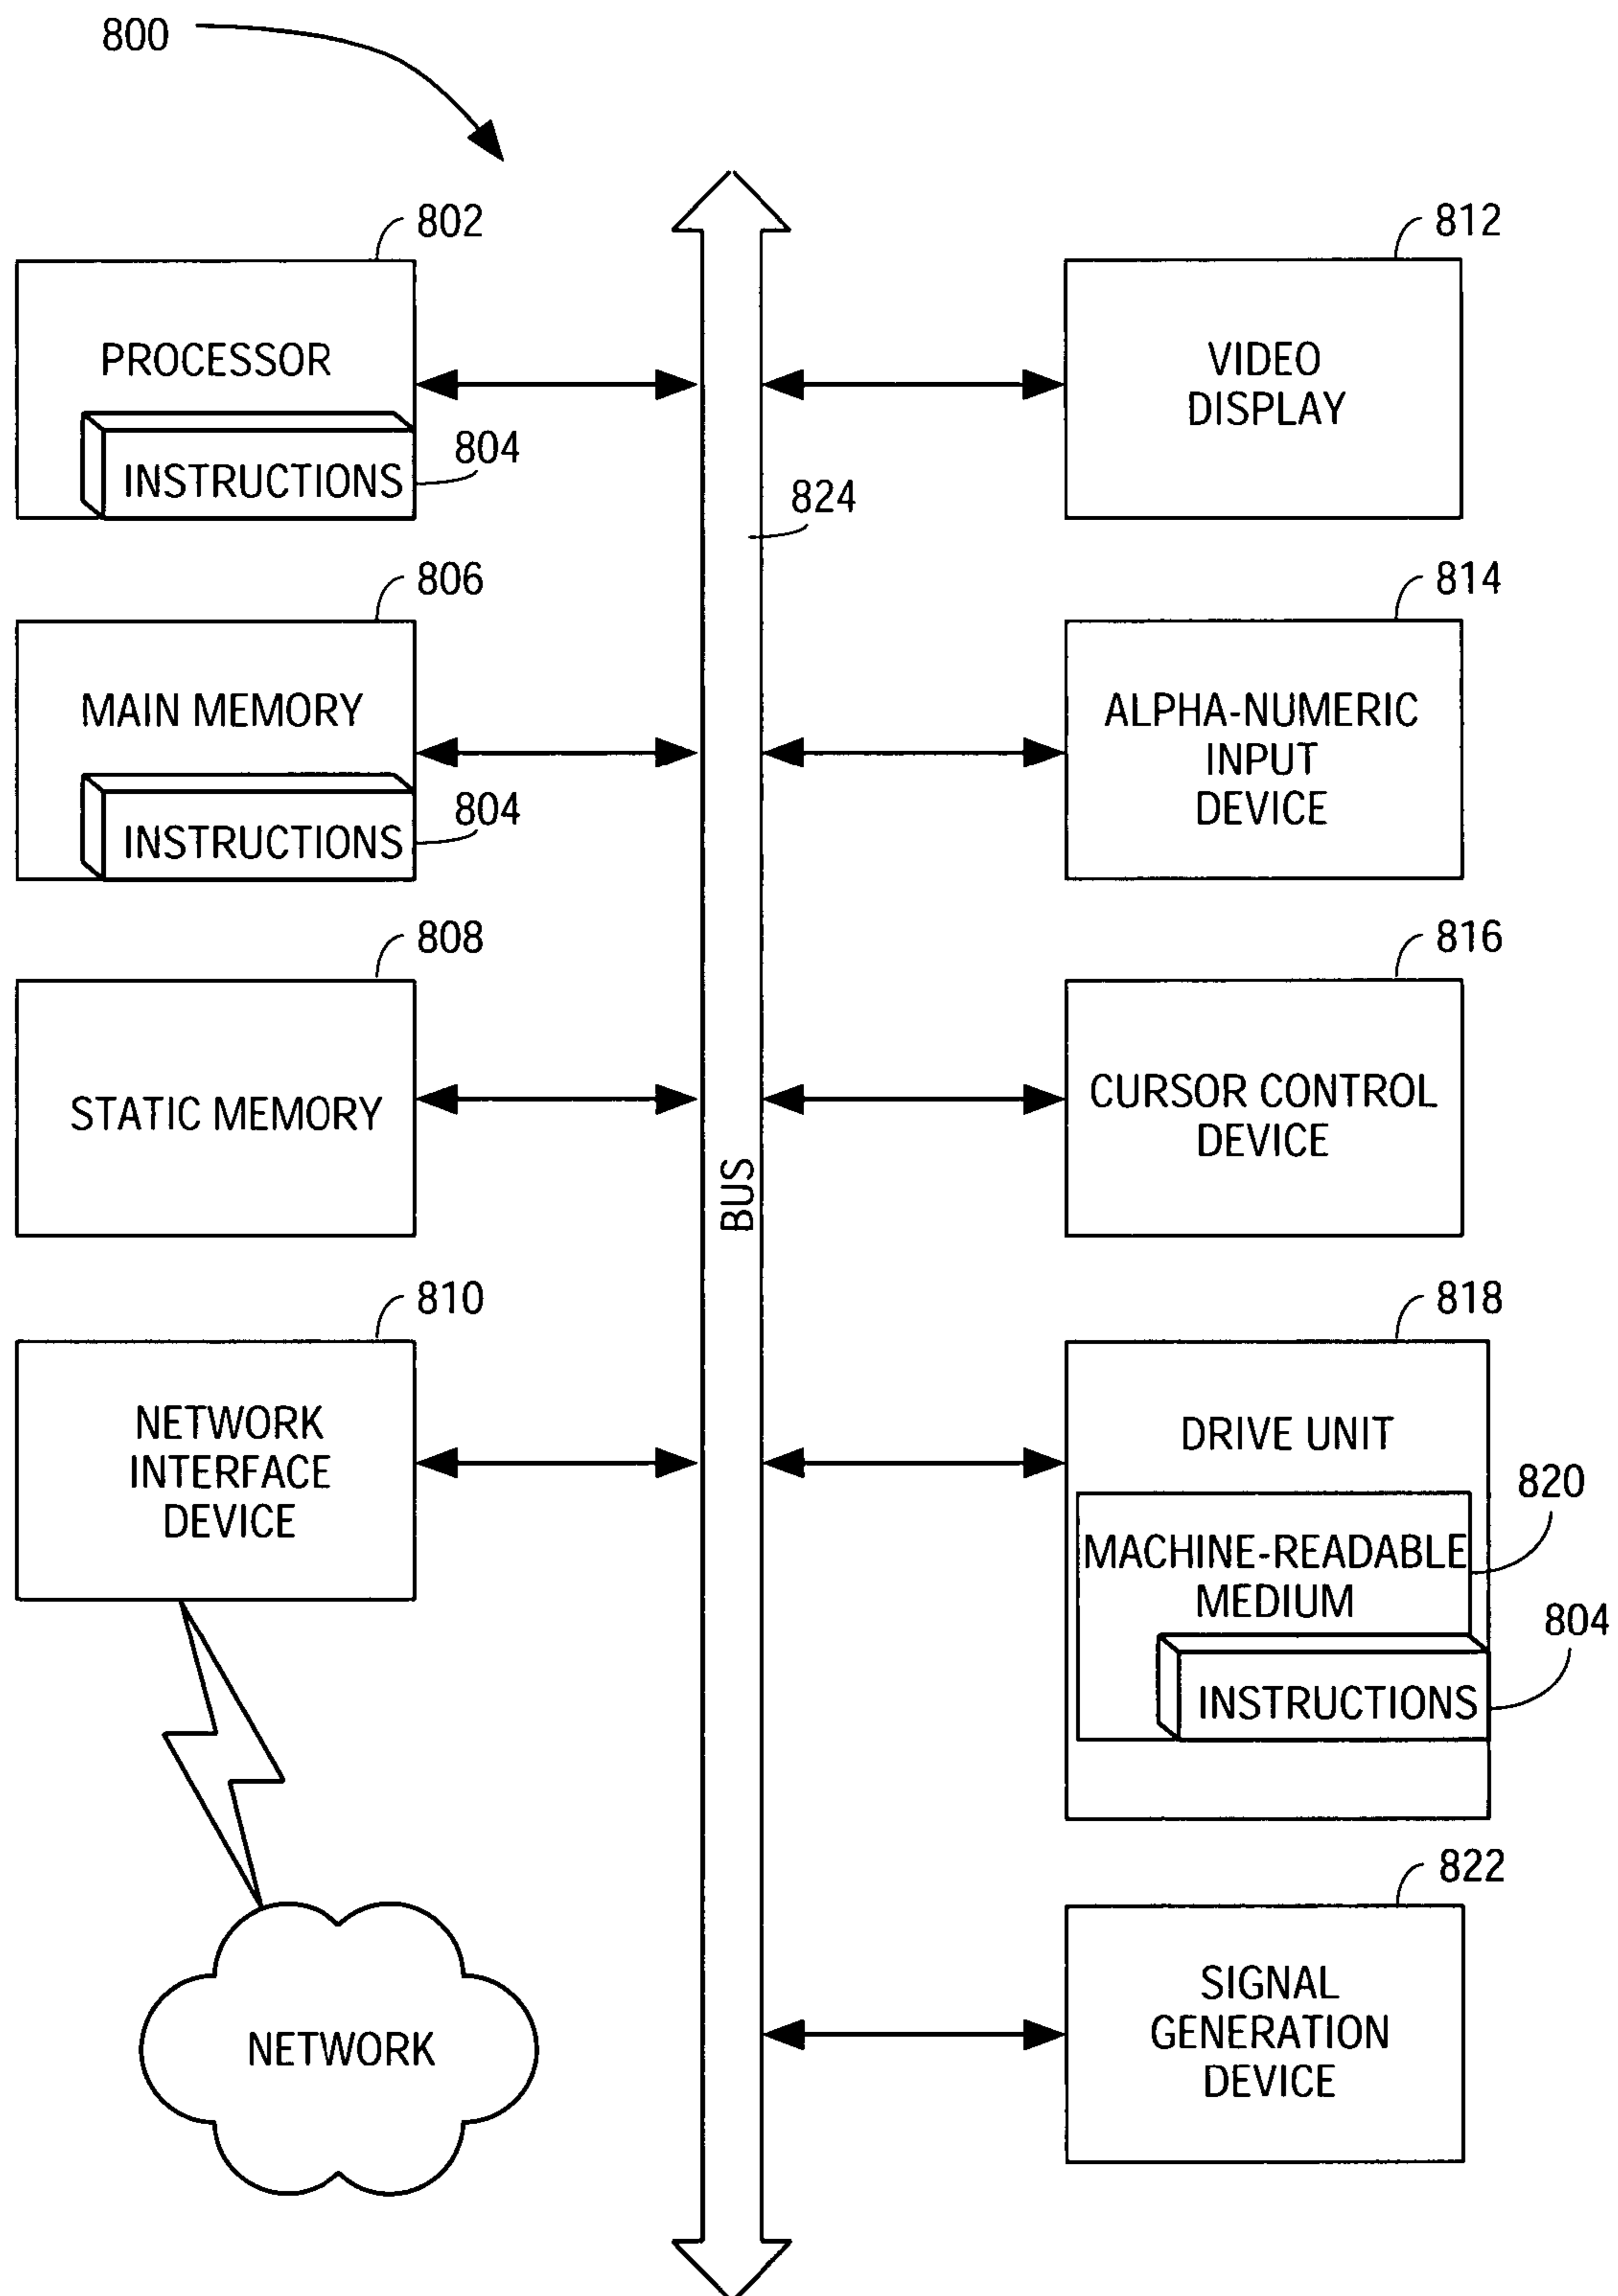 800
802
PROCESSOR
INSTRUCTIONS
804
806
MAIN MEMORY
INSTRUCTIONS
804
808
STATIC MEMORY
810
NETWORK
INTERFACE
DEVICE
NETWORK
824
BUS
812
VIDEO
DISPLAY
814
ALPHA-NUMERIC
INPUT
DEVICE
816
CURSOR CONTROL
DEVICE
818
DRIVE UNIT
820
MACHINE-READABLE
MEDIUM
804
INSTRUCTIONS
822
SIGNAL
GENERATION
DEVICE